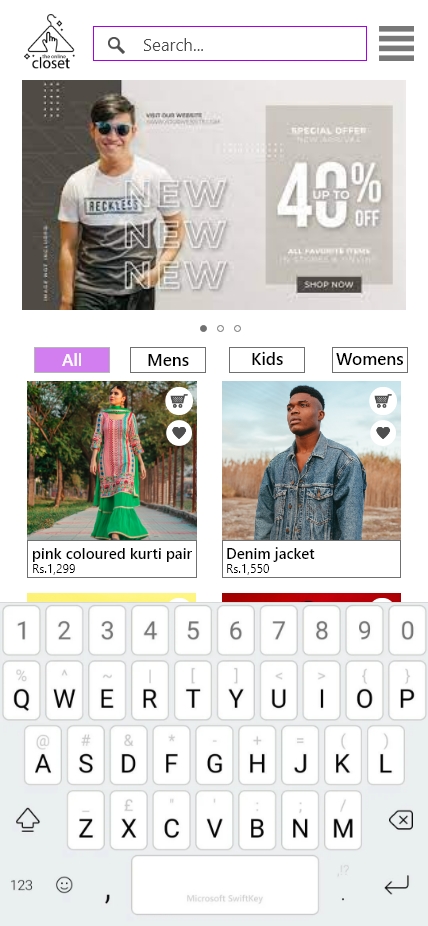 the online
closet
Search...
VISIT OUR WEBSITE
SPECIAL OFFER
NEW ARRIVAL
RECKLESS
NEW
NEW
NEW
40%
UP TO
OFF
IMAGE NOT INCLUDED
ALL FAVORITE ITEMS
IN STORES & ONLINE
SHOP NOW
All Mens Kids Womens
pink coloured kurti pair
Rs.1,299
Denim jacket
Rs.1,550
1 2 3 4 5 6 7 8 9 0
% ^ ~ | [ ] < > { }
Q W E R T Y U I O P
@ # & * - + = ( )
A S D F G H J K L
_ £ " ' : ; /
Z X C V B N M
123 , ,!? .
Microsoft SwiftKey